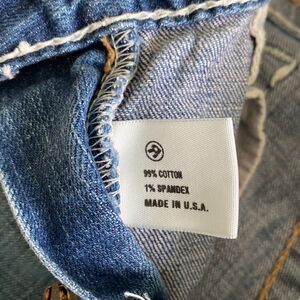 99% COTTON
1% SPANDEX
MADE IN U.S.A.